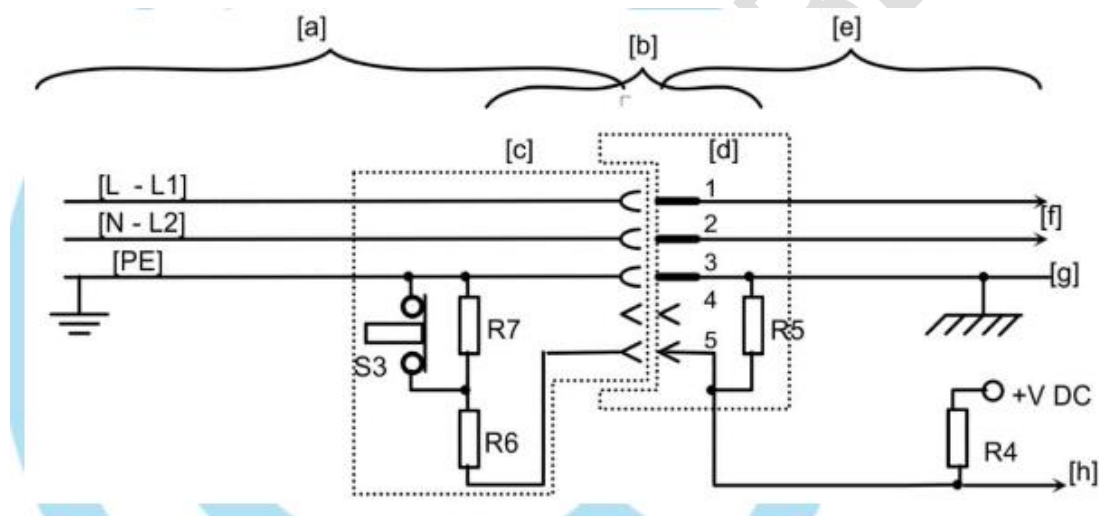 [a]
[b]
[e]
[c]
[d]
[L - L1]
1
[N - L2]
2
[f]
[PE]
3
[g]
4
R7
R5
5
S3
+V DC
R6
R4
[h]